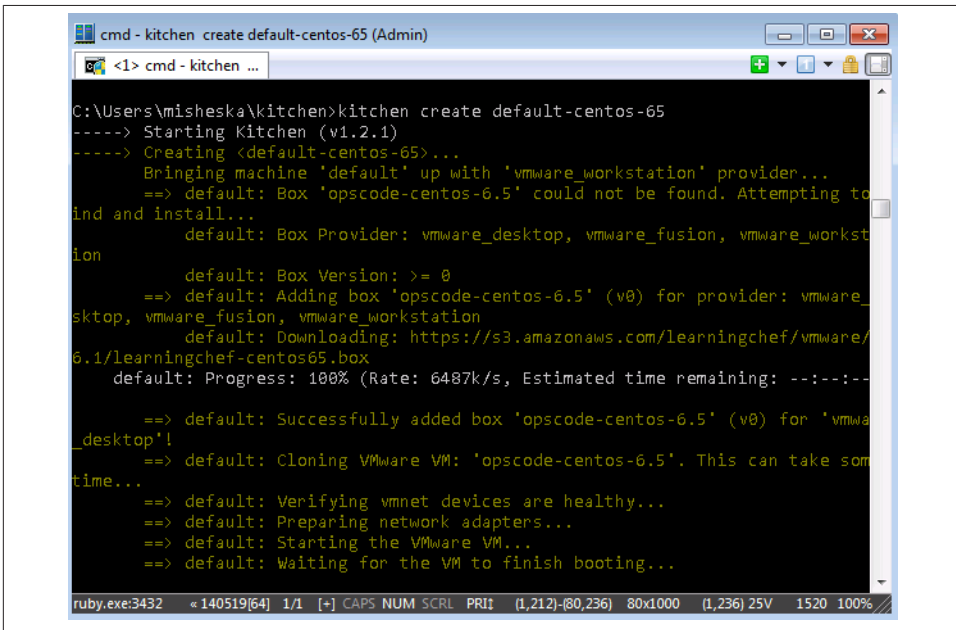 cmd - kitchen  create default-centos-65 (Admin)
<1> cmd - kitchen ...
C:\Users\misheska\kitchen>kitchen create default-centos-65
-----> Starting Kitchen (v1.2.1)
-----> Creating <default-centos-65>...
Bringing machine 'default' up with 'vmware_workstation' provider...
==> default: Box 'opscode-centos-6.5' could not be found. Attempting to
ind and install...
default: Box Provider: vmware_desktop, vmware_fusion, vmware_workst
ion
default: Box Version: >= 0
==> default: Adding box 'opscode-centos-6.5' (v0) for provider: vmware_
sktop, vmware_fusion, vmware_workstation
default: Downloading: https://s3.amazonaws.com/learningchef/vmware/
6.1/learningchef-centos65.box
default: Progress: 100% (Rate: 6487k/s, Estimated time remaining: --:--:--
==> default: Successfully added box 'opscode-centos-6.5' (v0) for 'vmwa
_desktop'!
==> default: Cloning VMware VM: 'opscode-centos-6.5'. This can take som
time...
==> default: Verifying vmnet devices are healthy...
==> default: Preparing network adapters...
==> default: Starting the VMware VM...
==> default: Waiting for the VM to finish booting...
ruby.exe:3432 « 140519[64] 1/1 [+] CAPS NUM SCRL PRI↕ (1,212)-(80,236) 80x1000 (1,236) 25V 1520 100%